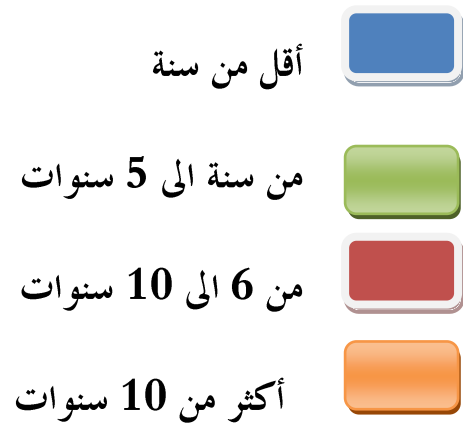 أقل من سنة
من سنة الى 5 سنوات
من 6 الى 10 سنوات
أكثر من 10 سنوات